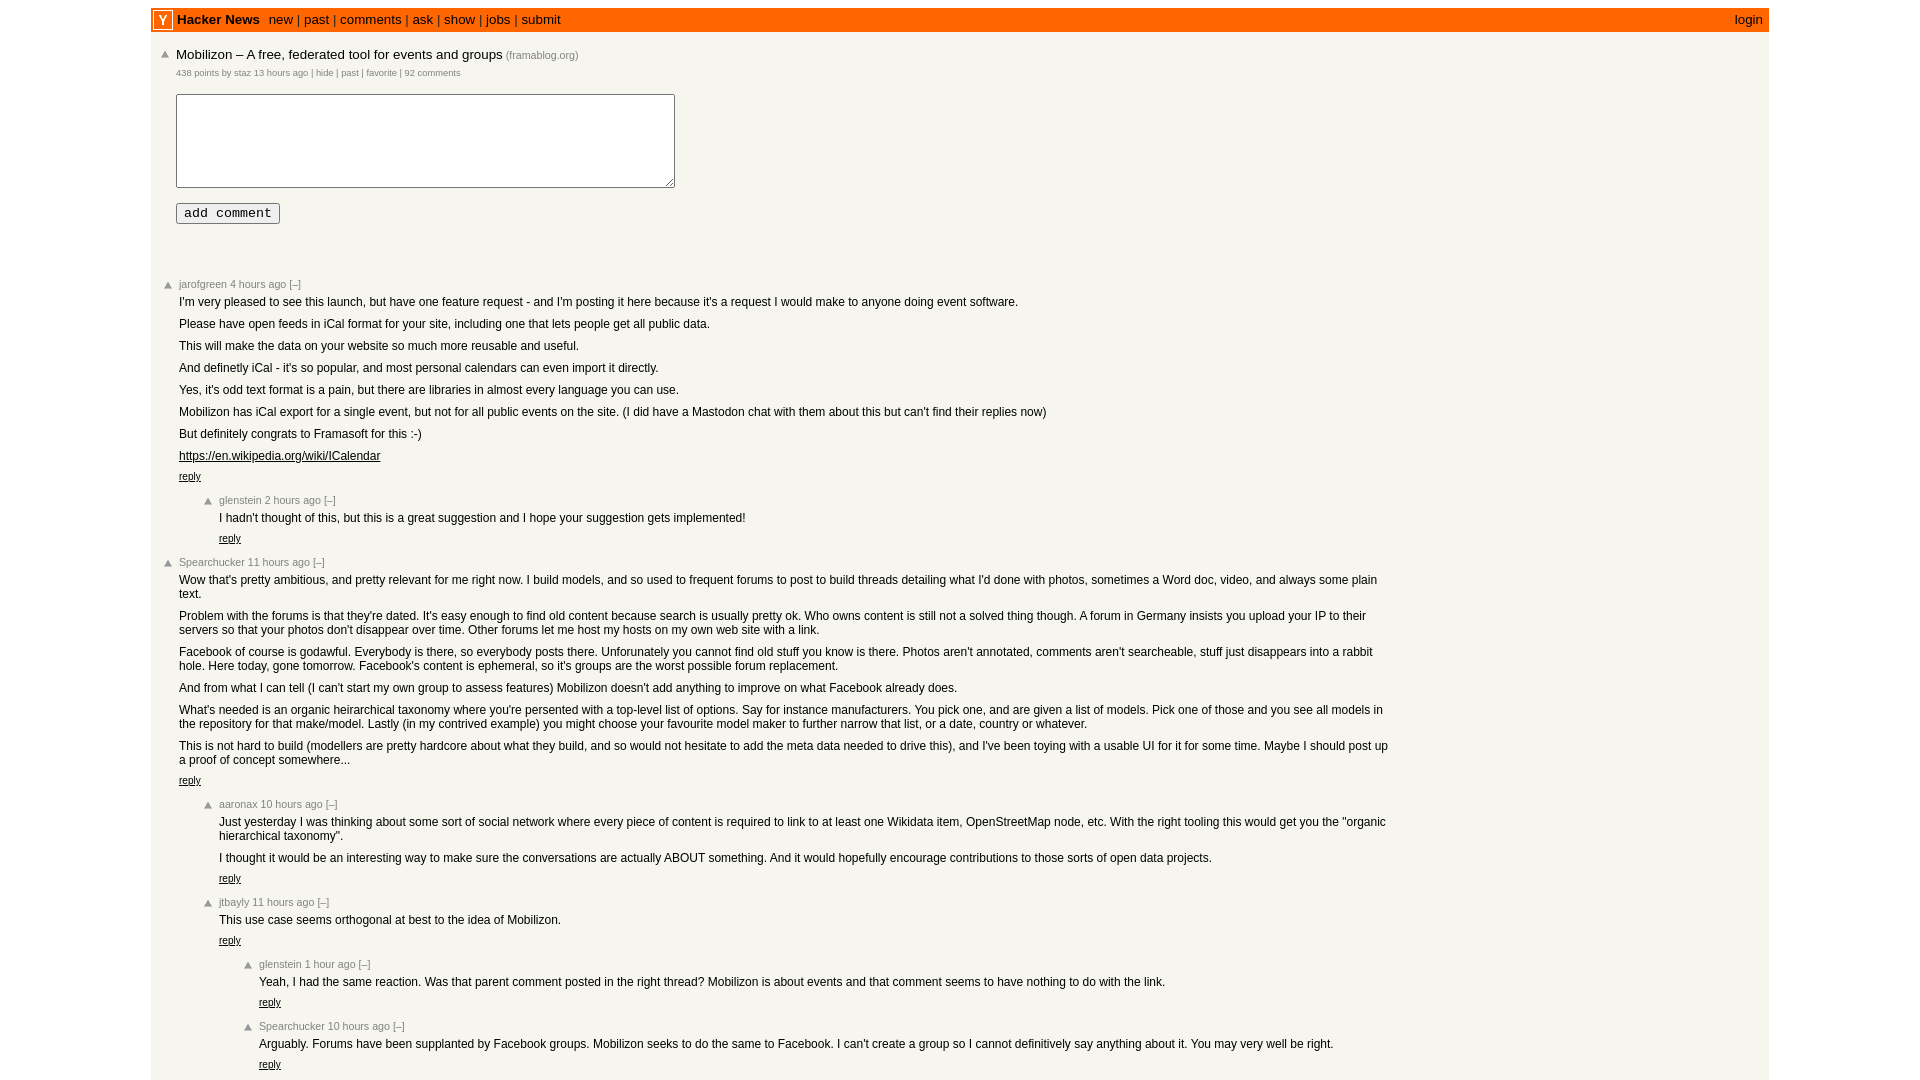 Y Hacker News new | past | comments | ask | show | jobs | submit login
Mobilizon – A free, federated tool for events and groups (framablog.org)
438 points by staz 13 hours ago | hide | past | favorite | 92 comments
add comment
jarofgreen 4 hours ago [–]
I'm very pleased to see this launch, but have one feature request - and I'm posting it here because it's a request I would make to anyone doing event software.
Please have open feeds in iCal format for your site, including one that lets people get all public data.
This will make the data on your website so much more reusable and useful.
And definetly iCal - it's so popular, and most personal calendars can even import it directly.
Yes, it's odd text format is a pain, but there are libraries in almost every language you can use.
Mobilizon has iCal export for a single event, but not for all public events on the site. (I did have a Mastodon chat with them about this but can't find their replies now)
But definitely congrats to Framasoft for this :-)
https://en.wikipedia.org/wiki/ICalendar
reply
glenstein 2 hours ago [–]
I hadn't thought of this, but this is a great suggestion and I hope your suggestion gets implemented!
reply
Spearchucker 11 hours ago [–]
Wow that's pretty ambitious, and pretty relevant for me right now. I build models, and so used to frequent forums to post to build threads detailing what I'd done with photos, sometimes a Word doc, video, and always some plain
text.
Problem with the forums is that they're dated. It's easy enough to find old content because search is usually pretty ok. Who owns content is still not a solved thing though. A forum in Germany insists you upload your IP to their
servers so that your photos don't disappear over time. Other forums let me host my hosts on my own web site with a link.
Facebook of course is godawful. Everybody is there, so everybody posts there. Unforunately you cannot find old stuff you know is there. Photos aren't annotated, comments aren't searcheable, stuff just disappears into a rabbit
hole. Here today, gone tomorrow. Facebook's content is ephemeral, so it's groups are the worst possible forum replacement.
And from what I can tell (I can't start my own group to assess features) Mobilizon doesn't add anything to improve on what Facebook already does.
What's needed is an organic heirarchical taxonomy where you're persented with a top-level list of options. Say for instance manufacturers. You pick one, and are given a list of models. Pick one of those and you see all models in
the repository for that make/model. Lastly (in my contrived example) you might choose your favourite model maker to further narrow that list, or a date, country or whatever.
This is not hard to build (modellers are pretty hardcore about what they build, and so would not hesitate to add the meta data needed to drive this), and I've been toying with a usable UI for it for some time. Maybe I should post up
a proof of concept somewhere...
reply
aaronax 10 hours ago [–]
Just yesterday I was thinking about some sort of social network where every piece of content is required to link to at least one Wikidata item, OpenStreetMap node, etc. With the right tooling this would get you the "organic
hierarchical taxonomy".
I thought it would be an interesting way to make sure the conversations are actually ABOUT something. And it would hopefully encourage contributions to those sorts of open data projects.
reply
jtbayly 11 hours ago [–]
This use case seems orthogonal at best to the idea of Mobilizon.
reply
glenstein 1 hour ago [–]
Yeah, I had the same reaction. Was that parent comment posted in the right thread? Mobilizon is about events and that comment seems to have nothing to do with the link.
reply
Spearchucker 10 hours ago [–]
Arguably. Forums have been supplanted by Facebook groups. Mobilizon seeks to do the same to Facebook. I can't create a group so I cannot definitively say anything about it. You may very well be right.
reply